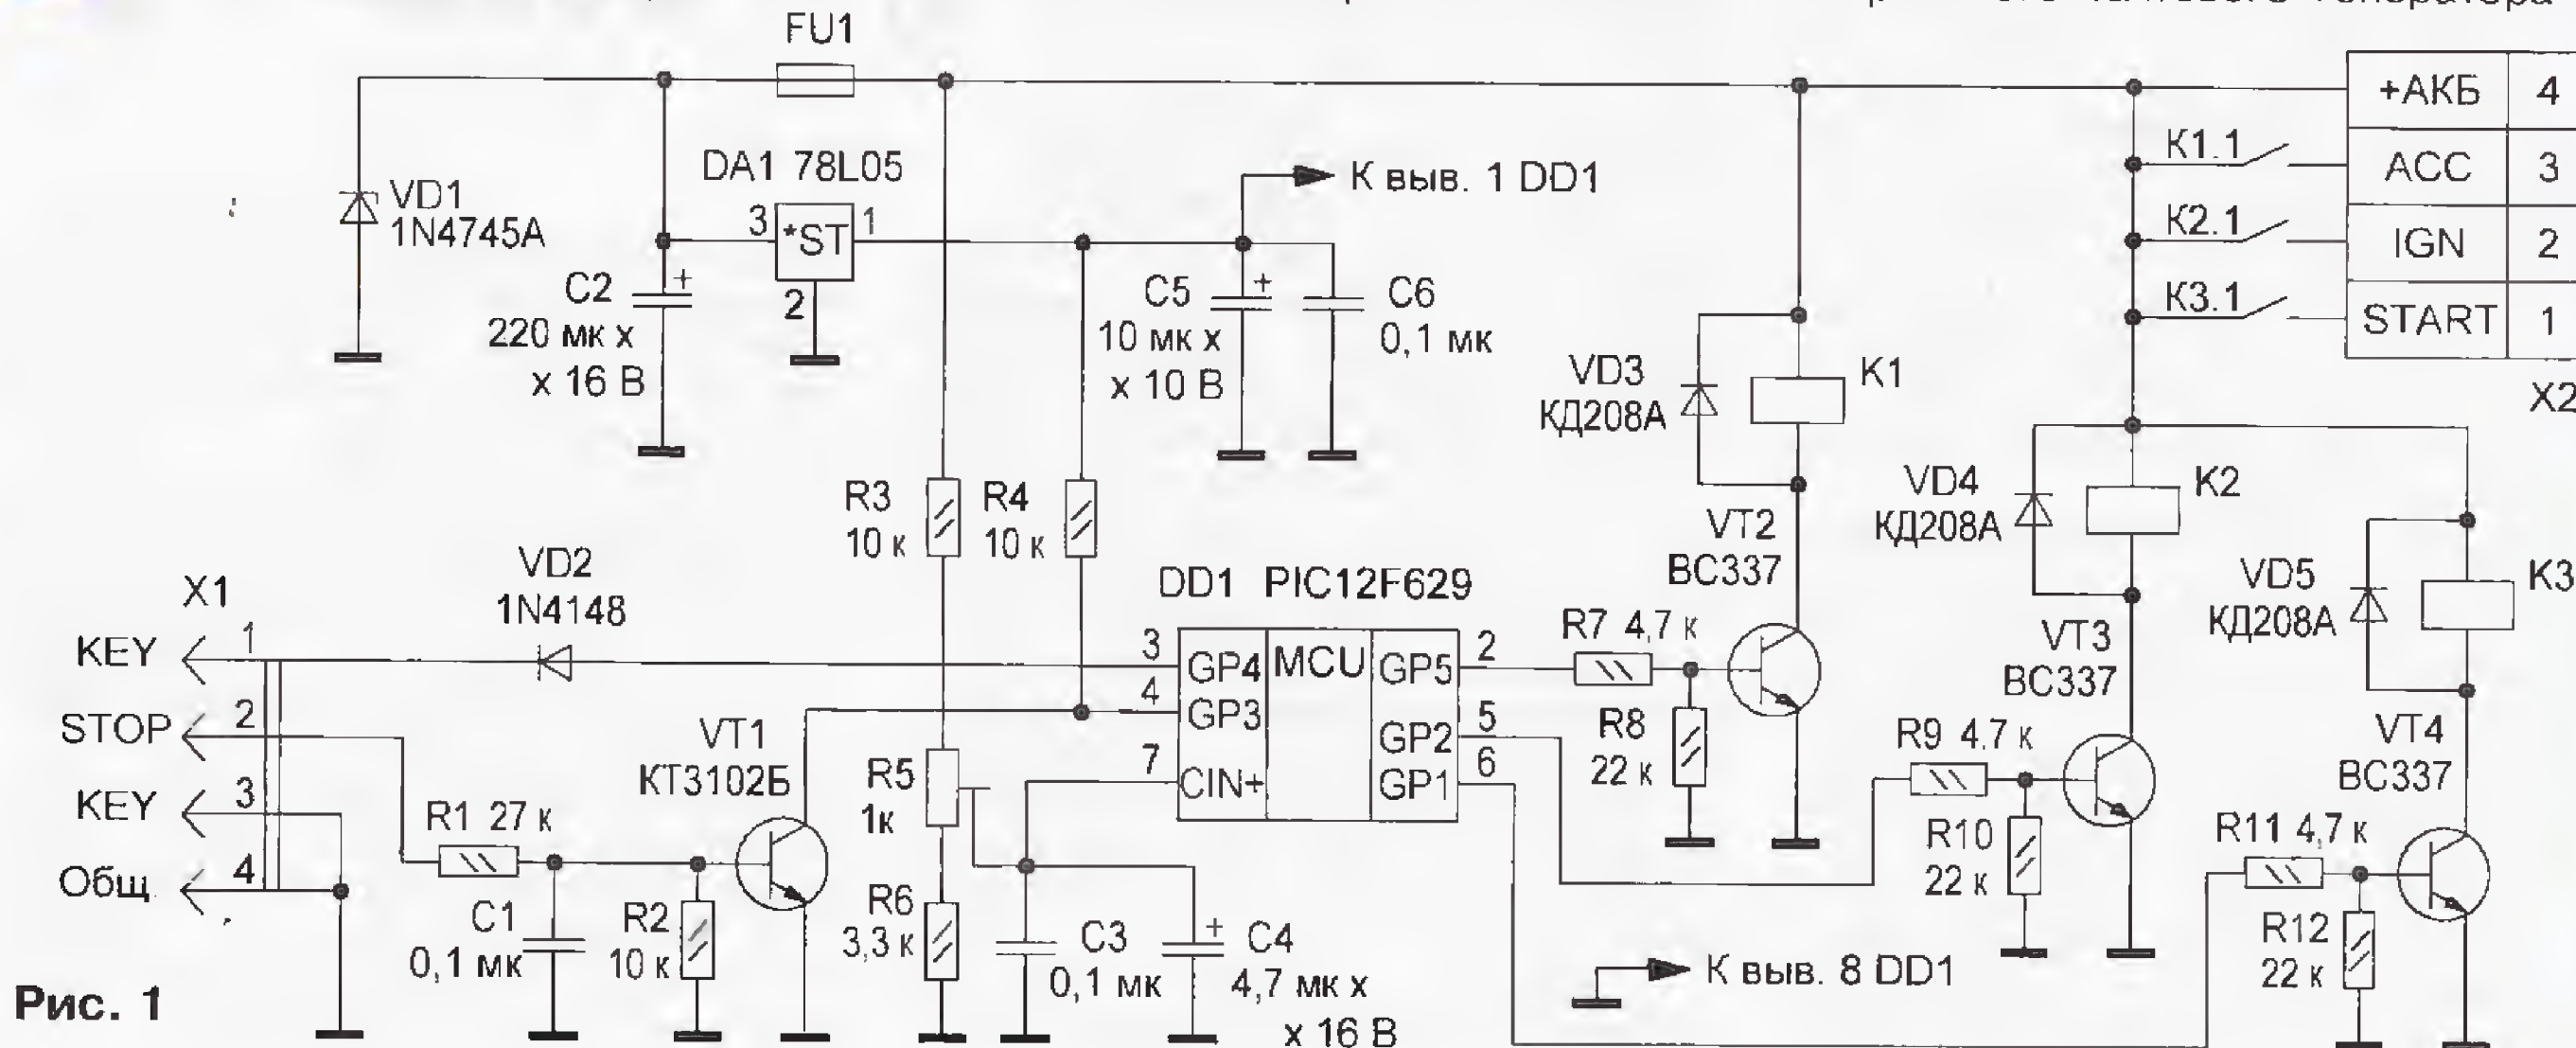 генератора
FU1
+АКБ 4
К1.1 ACC 3
К2.1 IGN 2
К3.1 START 1
X2
DA1 78L05
К выв. 1 DD1
VD1
1N4745A
3 *ST 1
2
C2
220 мк х
х 16 В
+
C5
10 мк х
х 10 В
+
C6
0,1 мк
VD3
КД208А
K1
VD4
КД208А
K2
VD5
КД208А
K3
R3
10 к
R4
10 к
VT2
BC337
VT3
BC337
VT4
BC337
VD2
1N4148
DD1 PIC12F629
X1
KEY 1
STOP 2
KEY 3
Общ. 4
3 GP4 MCU GP5 2
4 GP3 GP2 5
7 CIN+ GP1 6
R7 4,7 к
R8
22 к
R9 4,7 к
R10
22 к
R11 4,7 к
R12
22 к
VT1
КТ3102Б
R5
1к
R1 27 к
C1
0,1 мк
R2
10 к
R6
3,3 к
C3
0,1 мк
+
C4
4,7 мк х
х 16 В
К выв. 8 DD1
Рис. 1